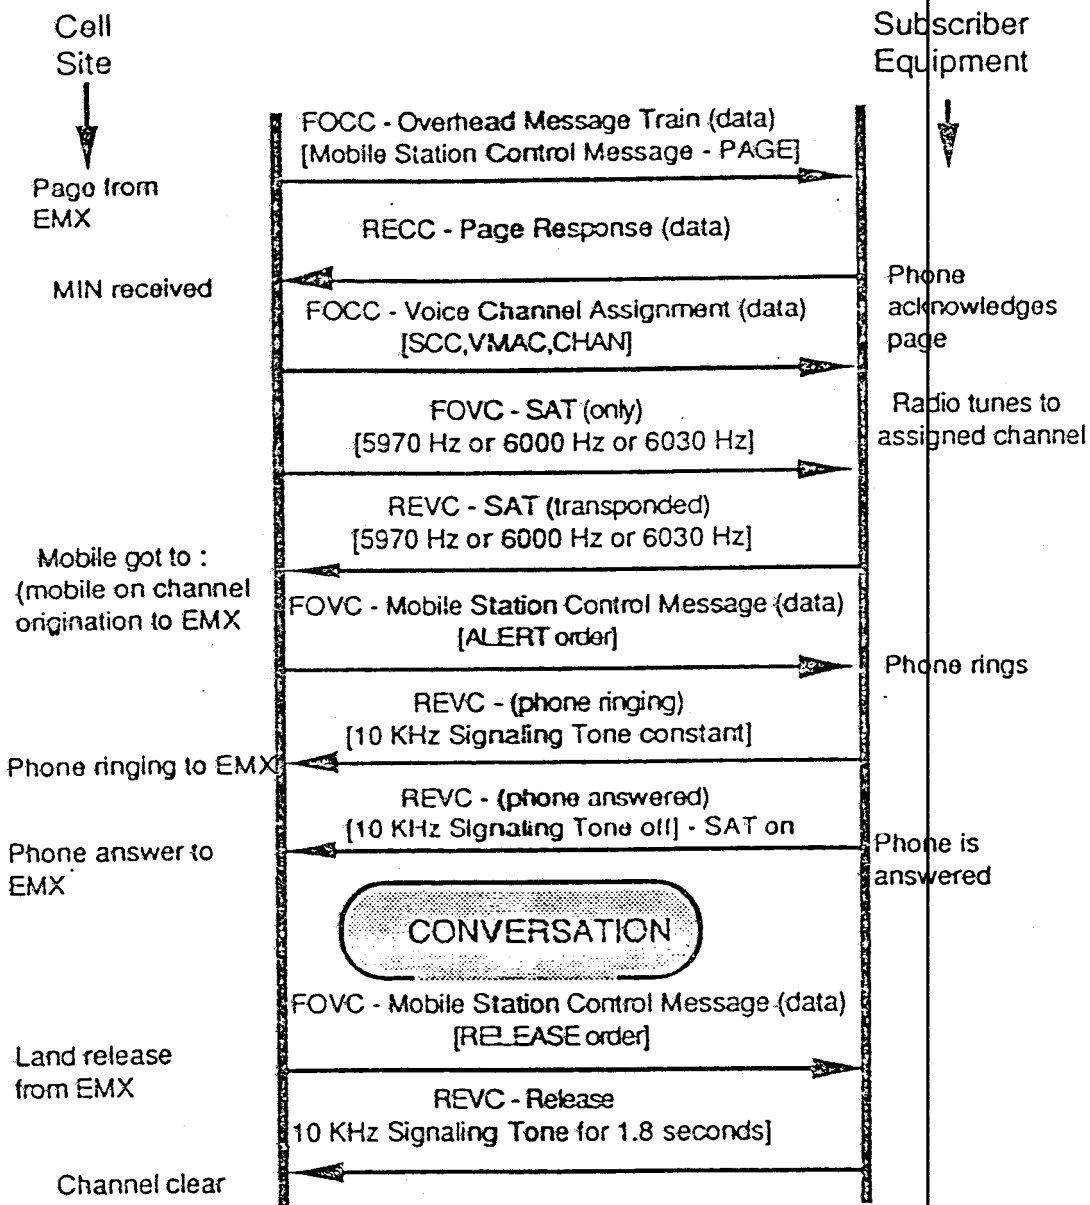 Cell
Site
Subscriber
Equipment
FOCC - Overhead Message Train (data)
[Mobile Station Control Message - PAGE]
Page from
EMX
RECC - Page Response (data)
MIN received
Phone
acknowledges
page
FOCC - Voice Channel Assignment (data)
[SCC,VMAC,CHAN]
Radio tunes to
assigned channel
FOVC - SAT (only)
[5970 Hz or 6000 Hz or 6030 Hz]
REVC - SAT (transponded)
[5970 Hz or 6000 Hz or 6030 Hz]
Mobile got to :
(mobile on channel
origination to EMX
FOVC - Mobile Station Control Message (data)
[ALERT order]
Phone rings
REVC - (phone ringing)
[10 KHz Signaling Tone constant]
Phone ringing to EMX
REVC - (phone answered)
[10 KHz Signaling Tone off] - SAT on
Phone answer to
EMX
Phone is
answered
CONVERSATION
FOVC - Mobile Station Control Message (data)
[RELEASE order]
Land release
from EMX
REVC - Release
10 KHz Signaling Tone for 1.8 seconds]
Channel clear